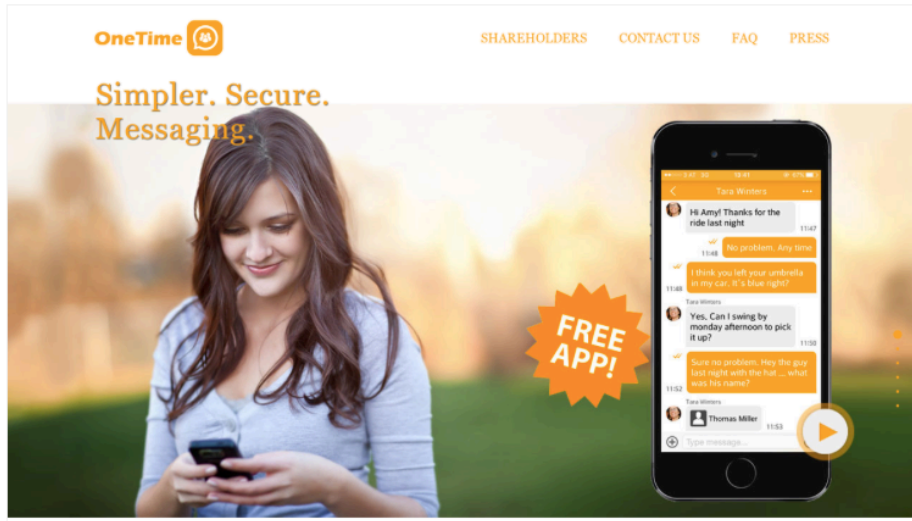 OneTime
SHAREHOLDERS CONTACT US FAQ PRESS
Simpler. Secure.
Messaging.
FREE
APP!
10:41
87%
Tara Winters
Hi Amy! Thanks for the
ride last night
11:47
No problem. Any time
11:48
I think you left your umbrella
in my car. It´s blue right?
11:48
Tara Winters
Yes, Can I swing by
monday afternoon to pick
it up?
11:50
Sure no problem. Hey the guy
last night with the hat ... what
was his name?
11:52
Tara Winters
Thomas Miller
11:53
Type message...